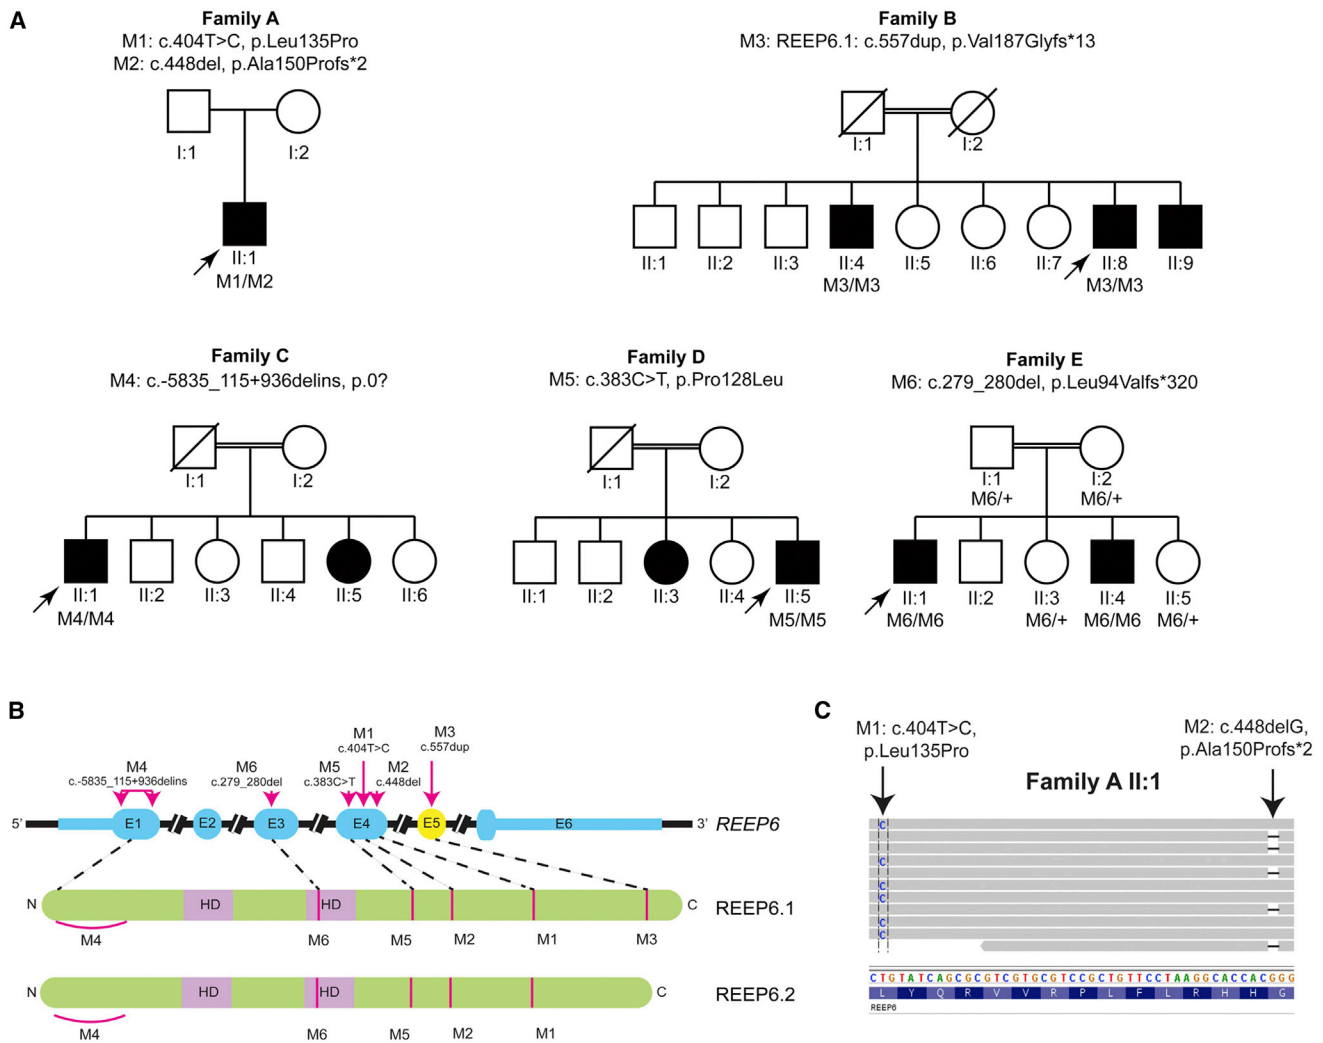 A
Family A
M1: c.404T>C, p.Leu135Pro
M2: c.448del, p.Ala150Profs*2
I:1
I:2
II:1
M1/M2
Family B
M3: REEP6.1: c.557dup, p.Val187Glyfs*13
I:1
I:2
II:1
II:2
II:3
II:4
II:5
II:6
II:7
II:8
II:9
M3/M3
M3/M3
Family C
M4: c.-5835_115+936delins, p.0?
I:1
I:2
II:1
II:2
II:3
II:4
II:5
II:6
M4/M4
Family D
M5: c.383C>T, p.Pro128Leu
I:1
I:2
II:1
II:2
II:3
II:4
II:5
M5/M5
Family E
M6: c.279_280del, p.Leu94Valfs*320
I:1
I:2
M6/+
M6/+
II:1
II:2
II:3
II:4
II:5
M6/M6
M6/+
M6/M6
M6/+
B
M4
c.-5835_115+936delins
M6
c.279_280del
M5
c.383C>T
M1
c.404T>C
M2
c.448del
M3
c.557dup
5'
E1
E2
E3
E4
E5
E6
3'
REEP6
N
HD
HD
C
REEP6.1
M4
M6
M5
M2
M1
M3
N
HD
HD
C
REEP6.2
M4
M6
M5
M2
M1
C
M1: c.404T>C,
p.Leu135Pro
M2: c.448delG,
p.Ala150Profs*2
Family A II:1
C
C
C
C
C
C
CTGTATCAGCGCGTCGTGCGTCCGCTGTTCCTAAGGCACCACGGG
L Y Q R V V R P L F L R H H G
REEP6